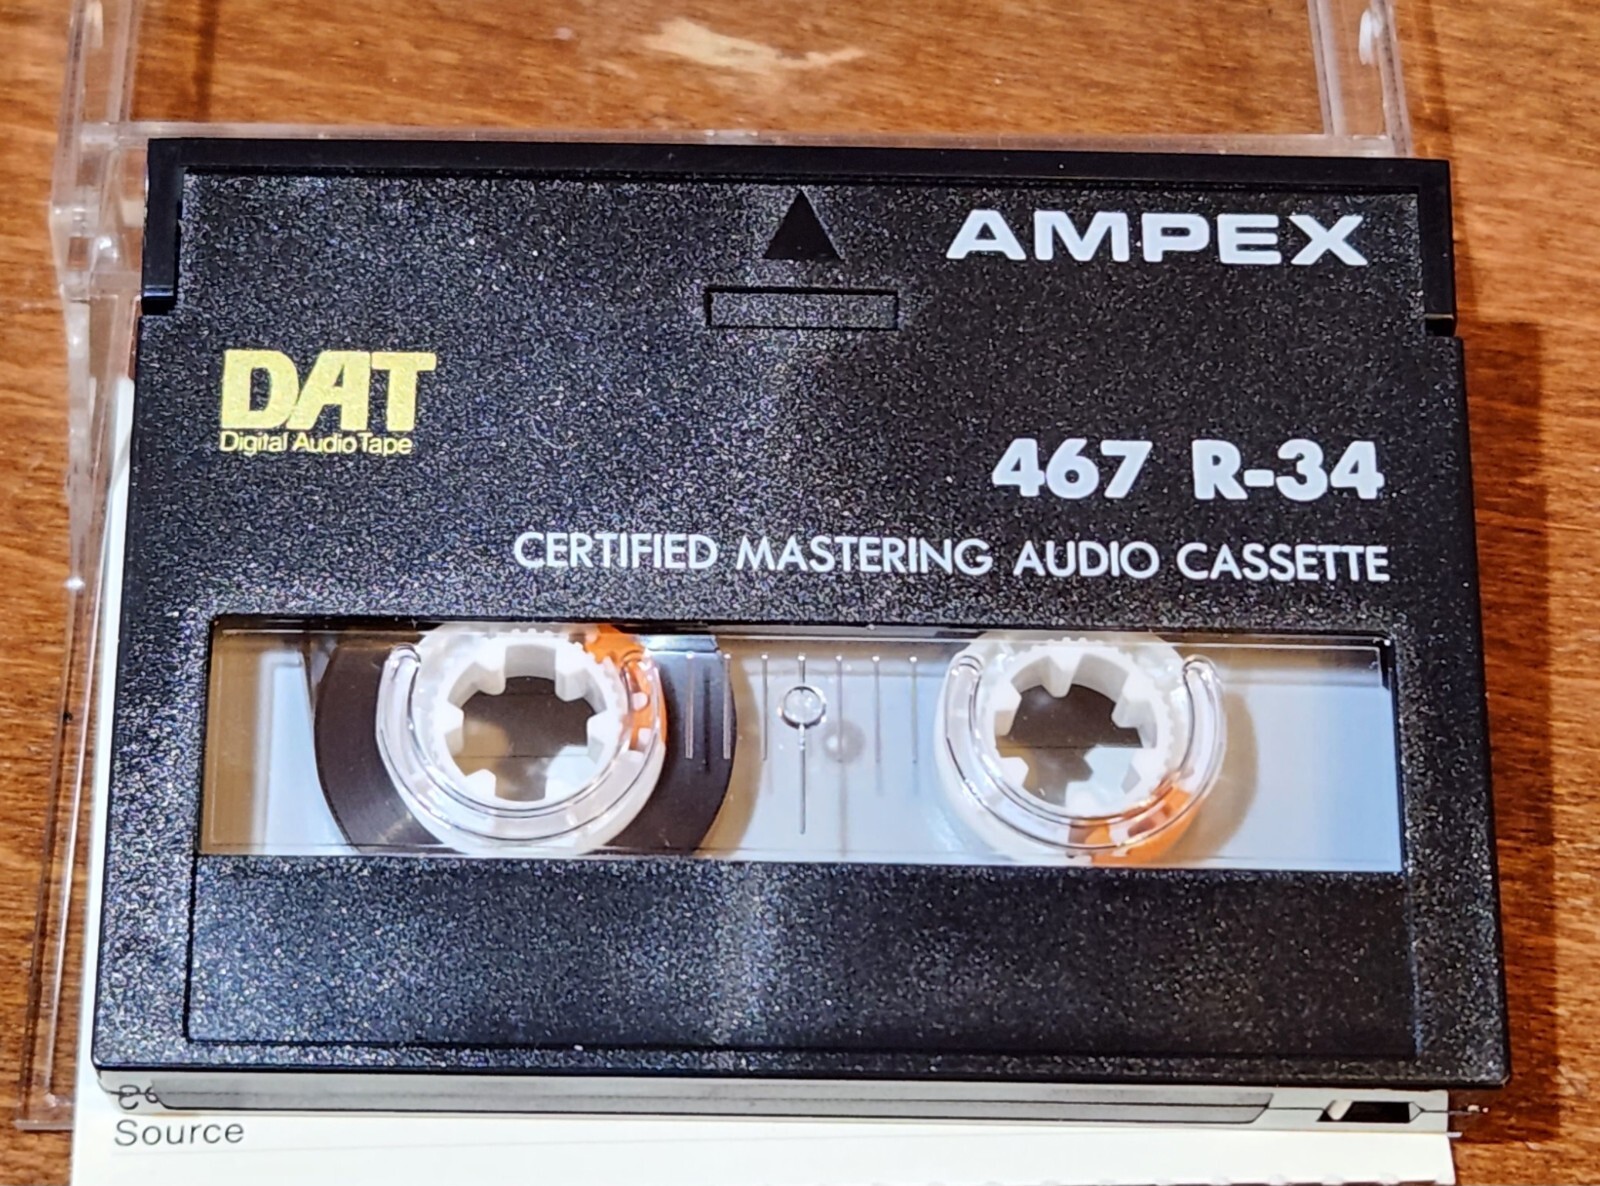 AMPEX
DAT
Digital Audio Tape
467 R-34
CERTIFIED MASTERING AUDIO CASSETTE
Source